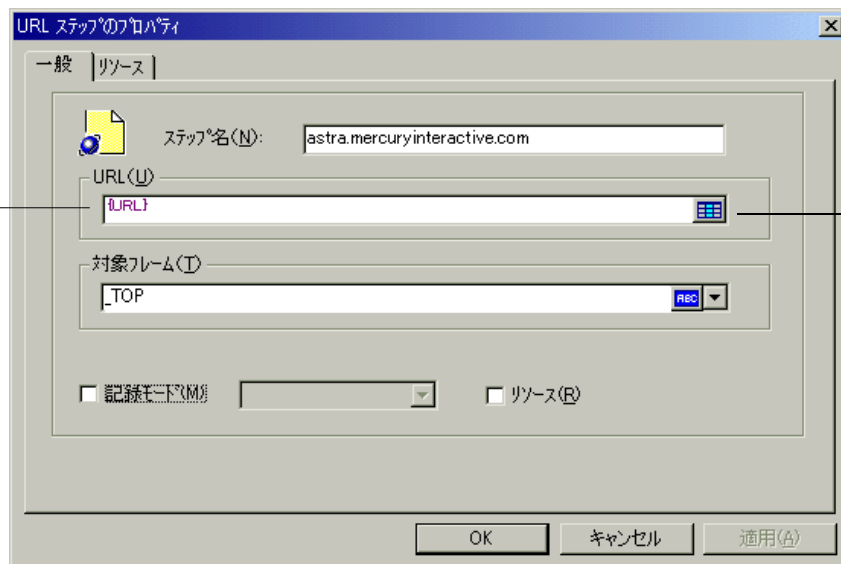 URL ステップのプロパティ
一般 リソース
ステップ名(N): astra.mercuryinteractive.com
URL(U)
{URL}
対象フレーム(T)
_TOP ABC
記録モード(M) リソース(R)
OK キャンセル 適用(A)